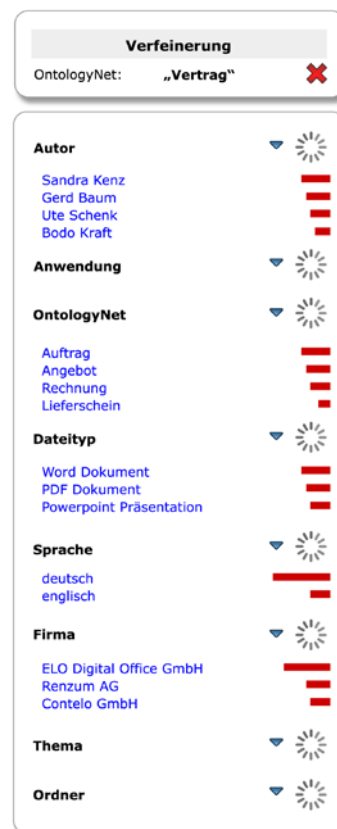 Verfeinerung
OntologyNet: „Vertrag“
Autor
Sandra Kenz
Gerd Baum
Ute Schenk
Bodo Kraft
Anwendung
OntologyNet
Auftrag
Angebot
Rechnung
Lieferschein
Dateityp
Word Dokument
PDF Dokument
Powerpoint Präsentation
Sprache
deutsch
englisch
Firma
ELO Digital Office GmbH
Renzum AG
Contelo GmbH
Thema
Ordner